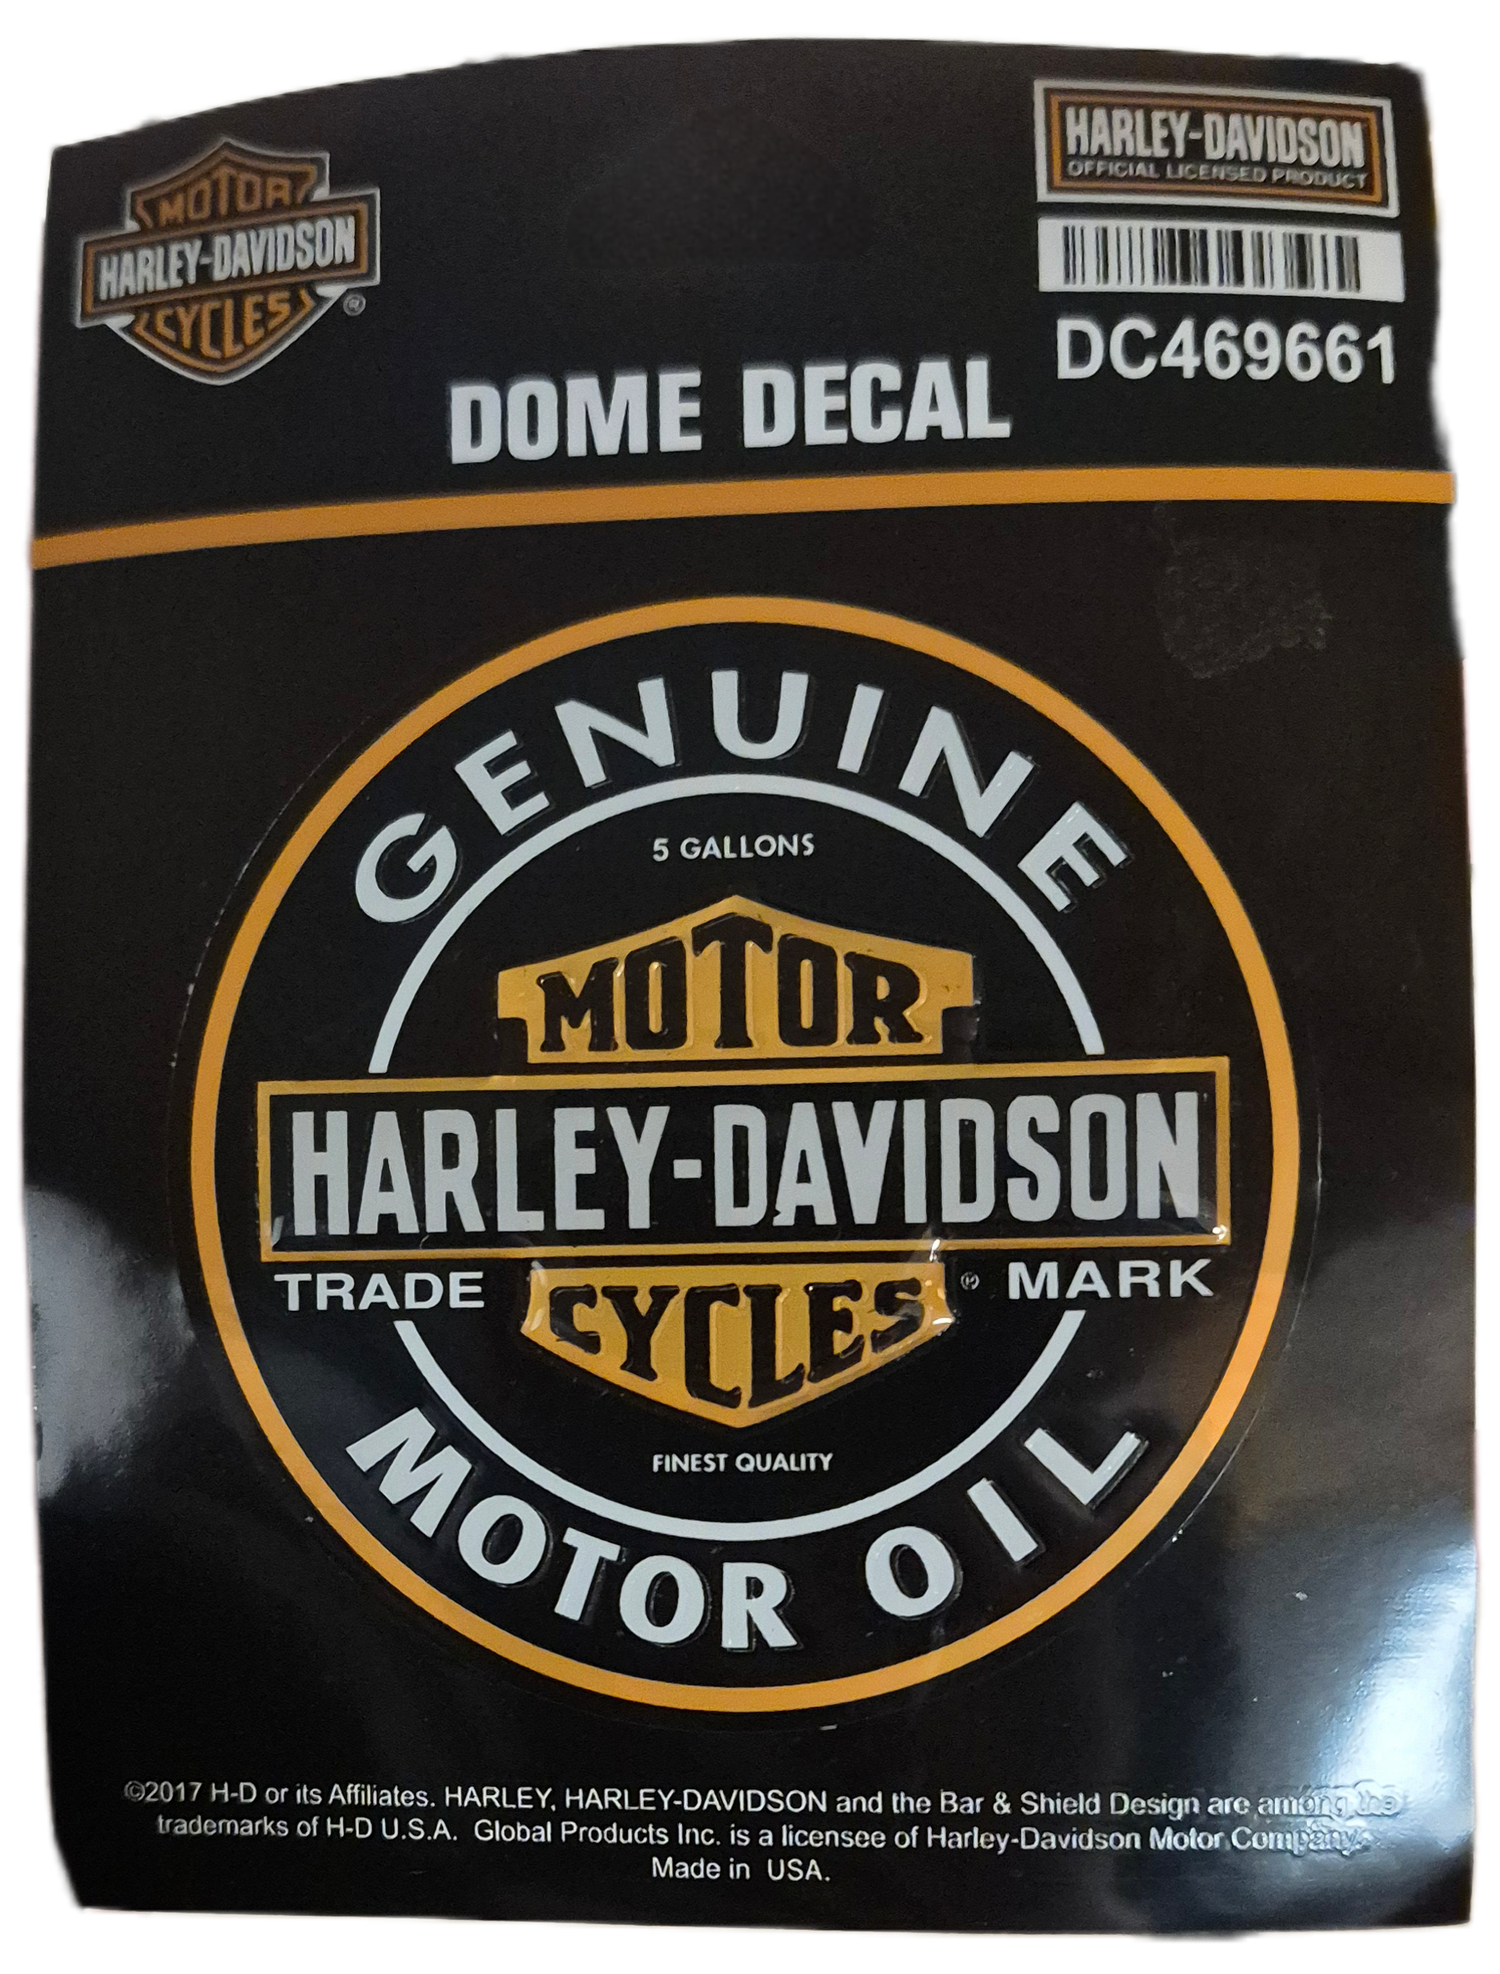 MOTOR
HARLEY-DAVIDSON
CYCLES
®
HARLEY-DAVIDSON
OFFICIAL LICENSED PRODUCT
DC469661
DOME DECAL
GENUINE
5 GALLONS
MOTOR
HARLEY-DAVIDSON
TRADE MARK
CYCLES ®
FINEST QUALITY
MOTOR OIL
©2017 H-D or its Affiliates. HARLEY, HARLEY-DAVIDSON and the Bar & Shield Design are among the
trademarks of H-D U.S.A. Global Products Inc. is a licensee of Harley-Davidson Motor Company.
Made in USA.